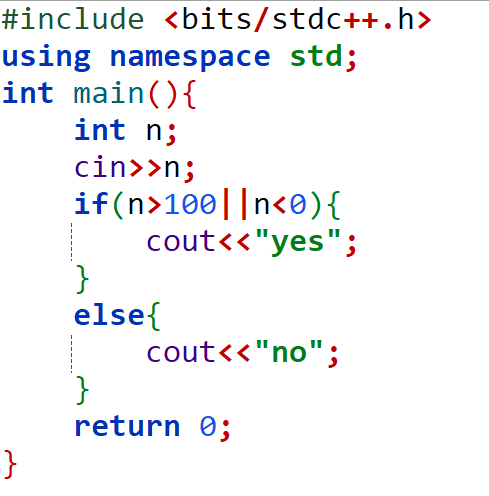 #include <bits/stdc++.h>
using namespace std;
int main(){
    int n;
    cin>>n;
    if(n>100||n<0){
        cout<<"yes";
    }
    else{
        cout<<"no";
    }
    return 0;
}